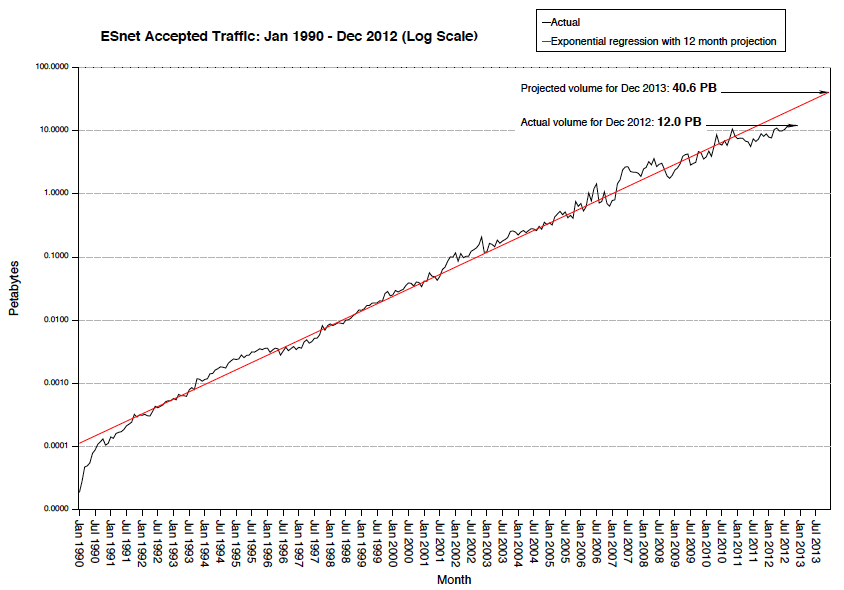 ESnet Accepted Traffic: Jan 1990 - Dec 2012 (Log Scale)
Actual
Exponential regression with 12 month projection
Projected volume for Dec 2013: 40.6 PB
Actual volume for Dec 2012: 12.0 PB
Petabytes
100.0000
10.0000
1.0000
0.1000
0.0100
0.0010
0.0001
0.0000
Jan 1990
Jul 1990
Jan 1991
Jul 1991
Jan 1992
Jul 1992
Jan 1993
Jul 1993
Jan 1994
Jul 1994
Jan 1995
Jul 1995
Jan 1996
Jul 1996
Jan 1997
Jul 1997
Jan 1998
Jul 1998
Jan 1999
Jul 1999
Jan 2000
Jul 2000
Jan 2001
Jul 2001
Jan 2002
Jul 2002
Jan 2003
Jul 2003
Jan 2004
Jul 2004
Jan 2005
Jul 2005
Jan 2006
Jul 2006
Jan 2007
Jul 2007
Jan 2008
Jul 2008
Jan 2009
Jul 2009
Jan 2010
Jul 2010
Jan 2011
Jul 2011
Jan 2012
Jul 2012
Jan 2013
Jul 2013
Month